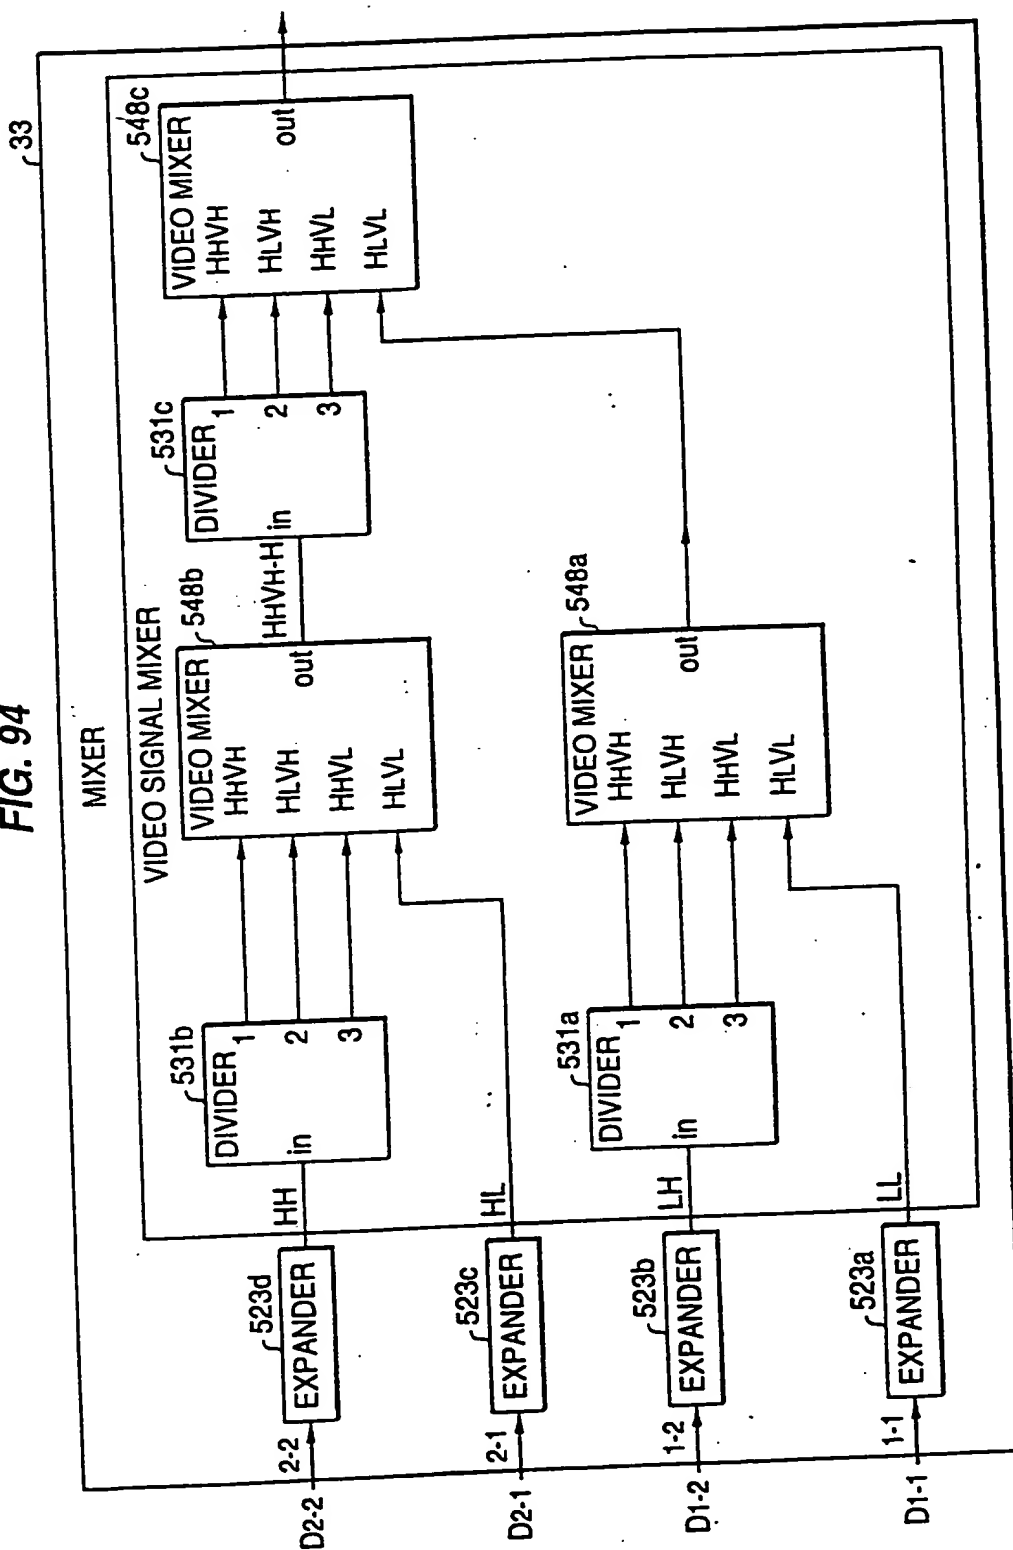 FIG. 94
33
MIXER
VIDEO SIGNAL MIXER
D2-2
2-2
523d
EXPANDER
HH
531b
DIVIDER
in
1
2
3
548b
VIDEO MIXER
HHVH
HLVH
HHVL
HLVL
out
HHVH-H
531c
DIVIDER
in
1
2
3
548c
VIDEO MIXER
HHVH
HLVH
HHVL
HLVL
out
D2-1
2-1
523c
EXPANDER
HL
D1-2
1-2
523b
EXPANDER
LH
531a
DIVIDER
in
1
2
3
548a
VIDEO MIXER
HHVH
HLVH
HHVL
HLVL
out
D1-1
1-1
523a
EXPANDER
LL